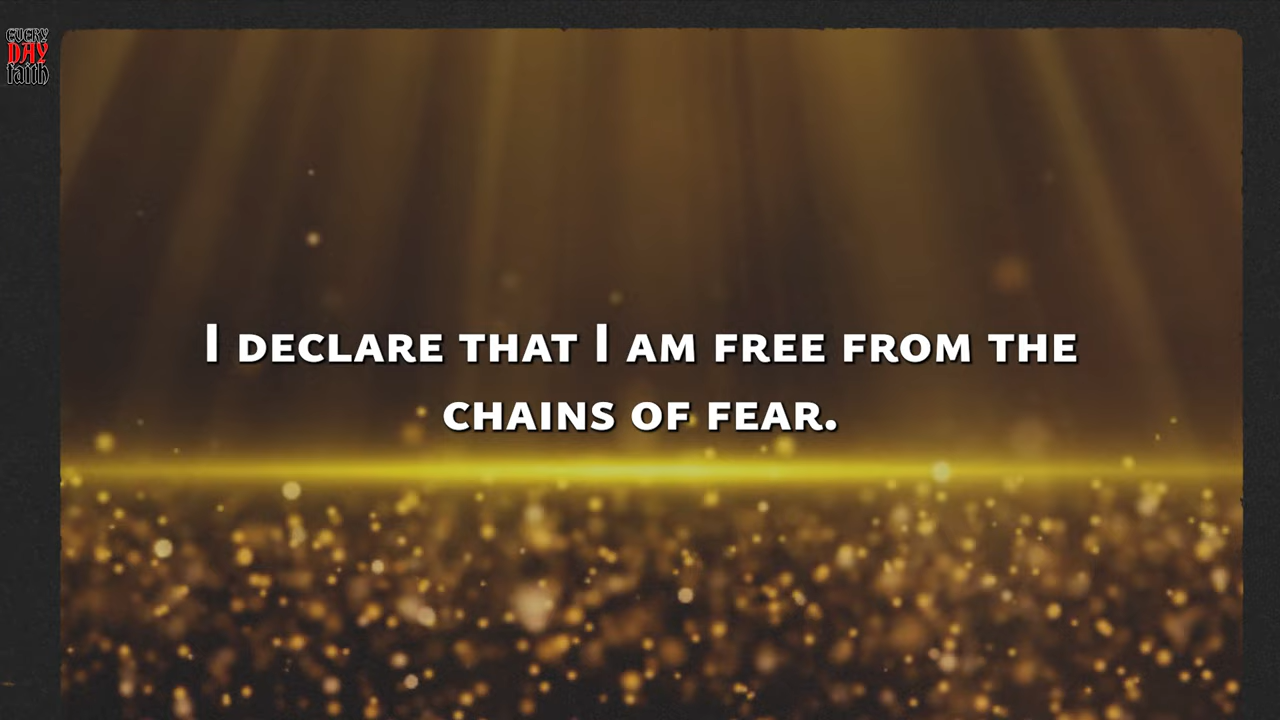 EVERY
DAY
faith
I DECLARE THAT I AM FREE FROM THE
CHAINS OF FEAR.